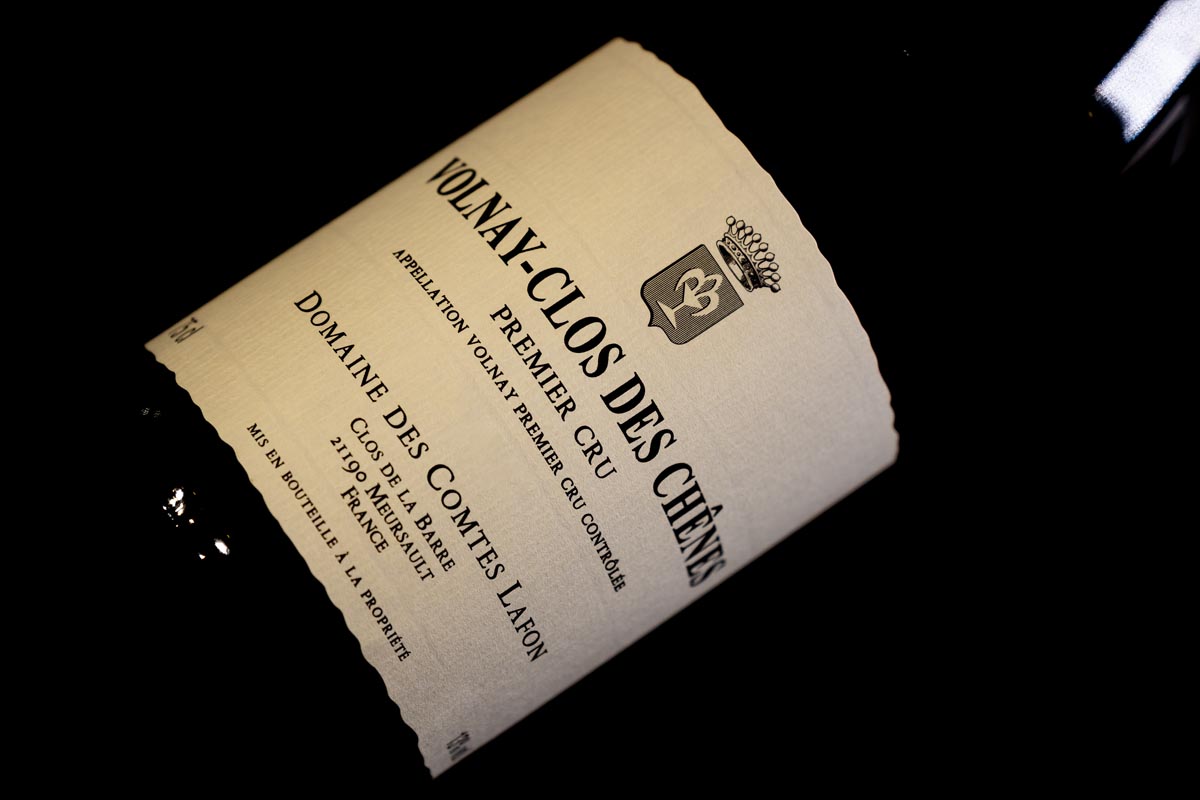 VOLNAY-CLOS DES CHÊNES
PREMIER CRU
APPELLATION VOLNAY PREMIER CRU CONTRÔLÉE
DOMAINE DES COMTES LAFON
CLOS DE LA BARRE
21190 MEURSAULT
FRANCE
MIS EN BOUTEILLE À LA PROPRIÉTÉ